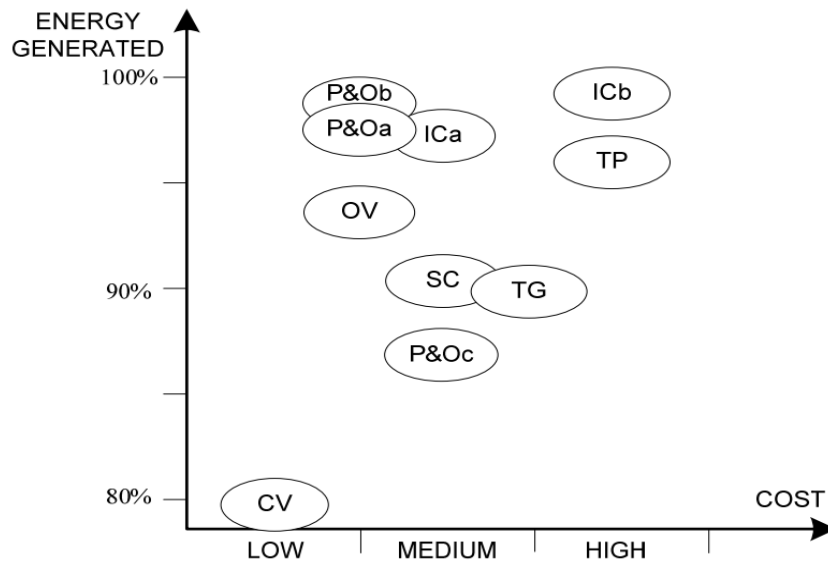 ENERGY
GENERATED
100%
P&Ob
ICb
P&Oa
ICa
TP
OV
SC
90%
TG
P&Oc
80%
CV
COST
LOW
MEDIUM
HIGH